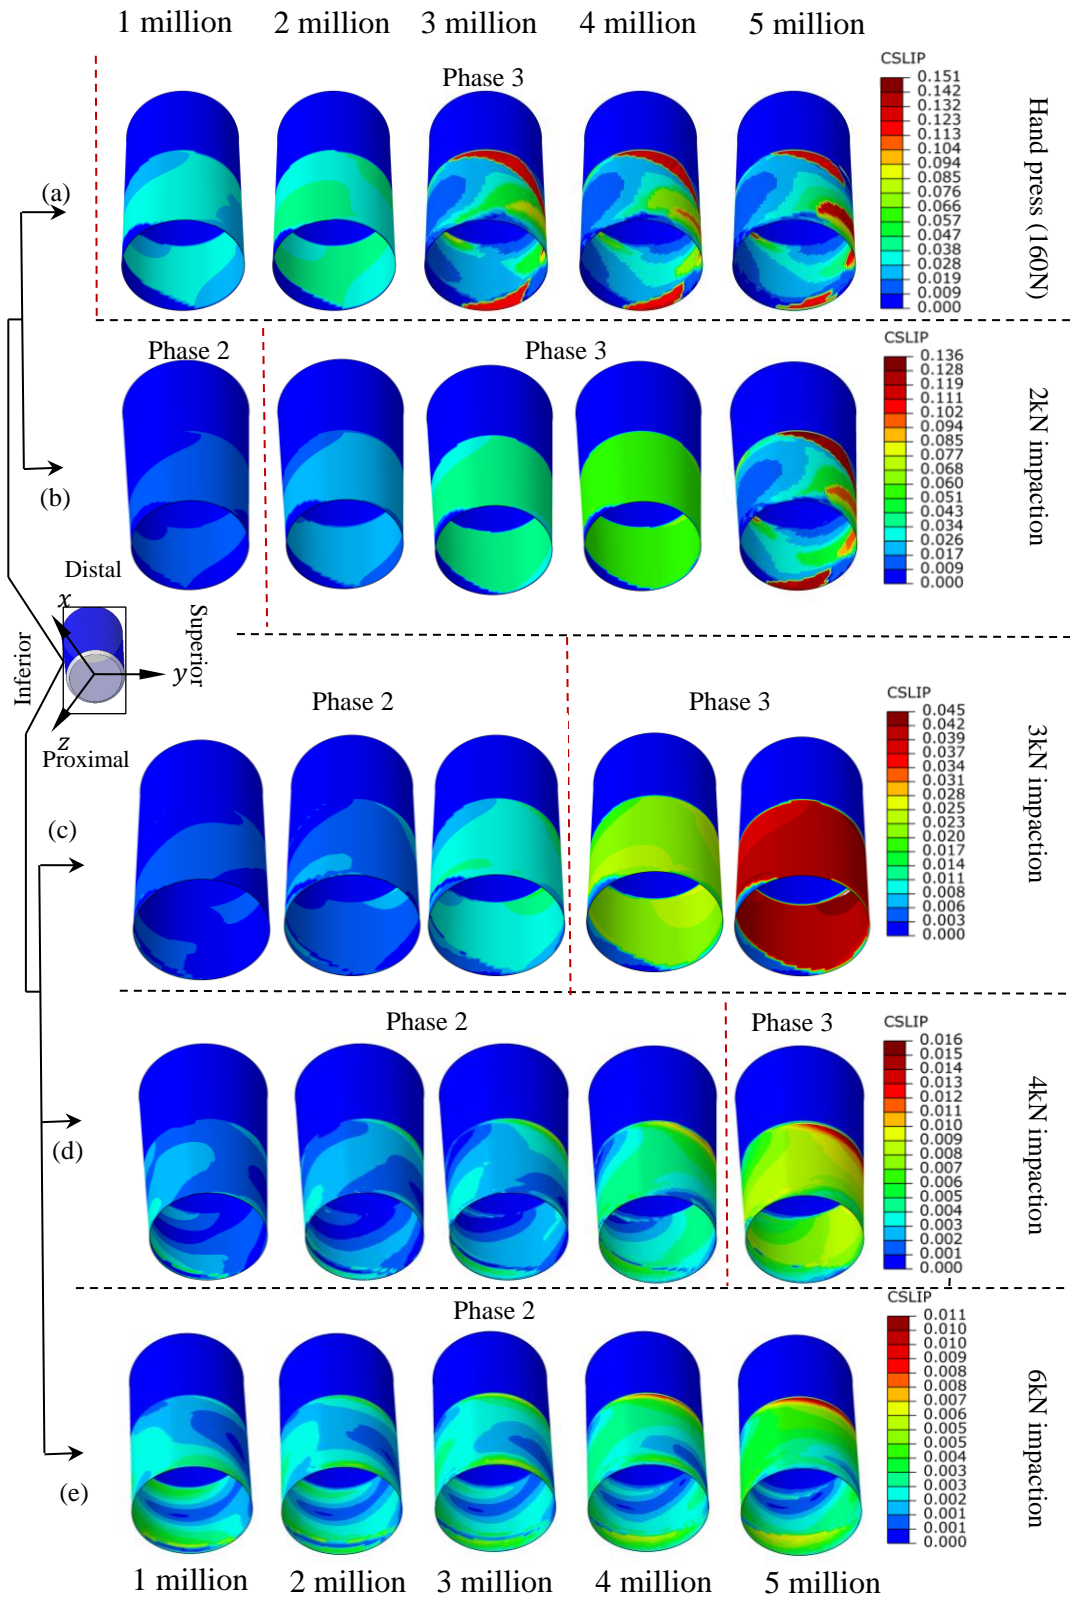 1 million 2 million 3 million 4 million 5 million
Phase 3
CSLIP
0.151
0.142
0.132
0.123
0.113
0.104
0.094
0.085
0.076
0.066
0.057
0.047
0.038
0.028
0.019
0.009
0.000
Hand press (160N)
(a)
Phase 2
Phase 3
CSLIP
0.136
0.128
0.119
0.111
0.102
0.094
0.085
0.077
0.068
0.060
0.051
0.043
0.034
0.026
0.017
0.009
0.000
2kN impaction
(b)
Distal
x
Inferior
Superior
y
z
Proximal
Phase 2
Phase 3
CSLIP
0.045
0.042
0.039
0.037
0.034
0.031
0.028
0.025
0.023
0.020
0.017
0.014
0.011
0.008
0.006
0.003
0.000
3kN impaction
(c)
Phase 2
Phase 3
CSLIP
0.016
0.015
0.014
0.013
0.012
0.011
0.010
0.009
0.008
0.007
0.006
0.005
0.004
0.003
0.002
0.001
0.000
4kN impaction
(d)
Phase 2
CSLIP
0.011
0.010
0.010
0.009
0.008
0.008
0.007
0.006
0.006
0.005
0.004
0.003
0.003
0.002
0.001
0.001
0.000
6kN impaction
(e)
1 million 2 million 3 million 4 million 5 million